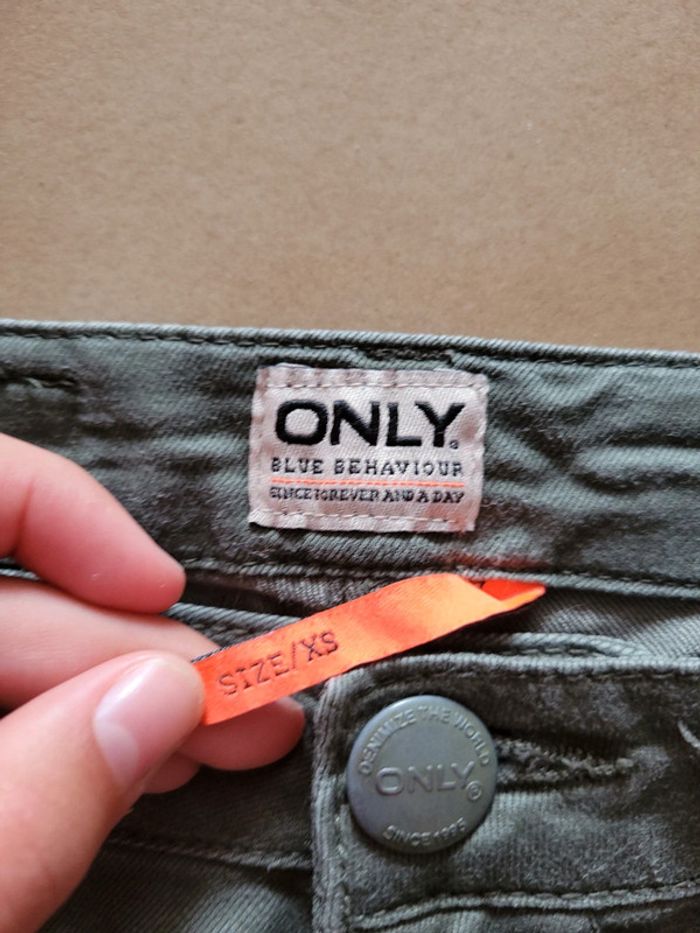 ONLY®
BLUE BEHAVIOUR
SINCE FOREVER AND A DAY
SIZE/XS
DENIMIZE THE WORLD
ONLY®
SINCE 1995